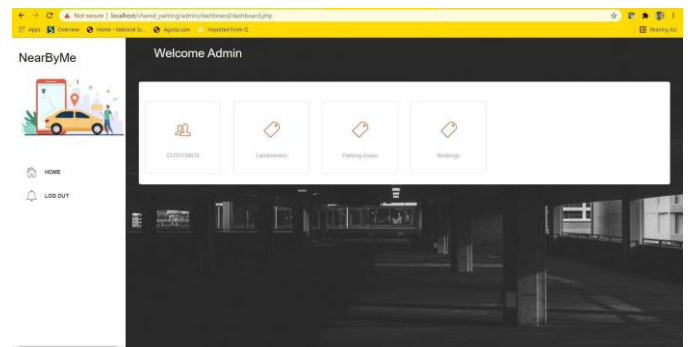 Not secure | localhost/shared_parking/admin/dashboard/dashboard.php
Apps Overview Home - National Sc... Agoda.com Imported From IE Reading list
NearByMe
Welcome Admin
CUSTOMER Landowners Parking Areas Bookings
HOME
LOG OUT